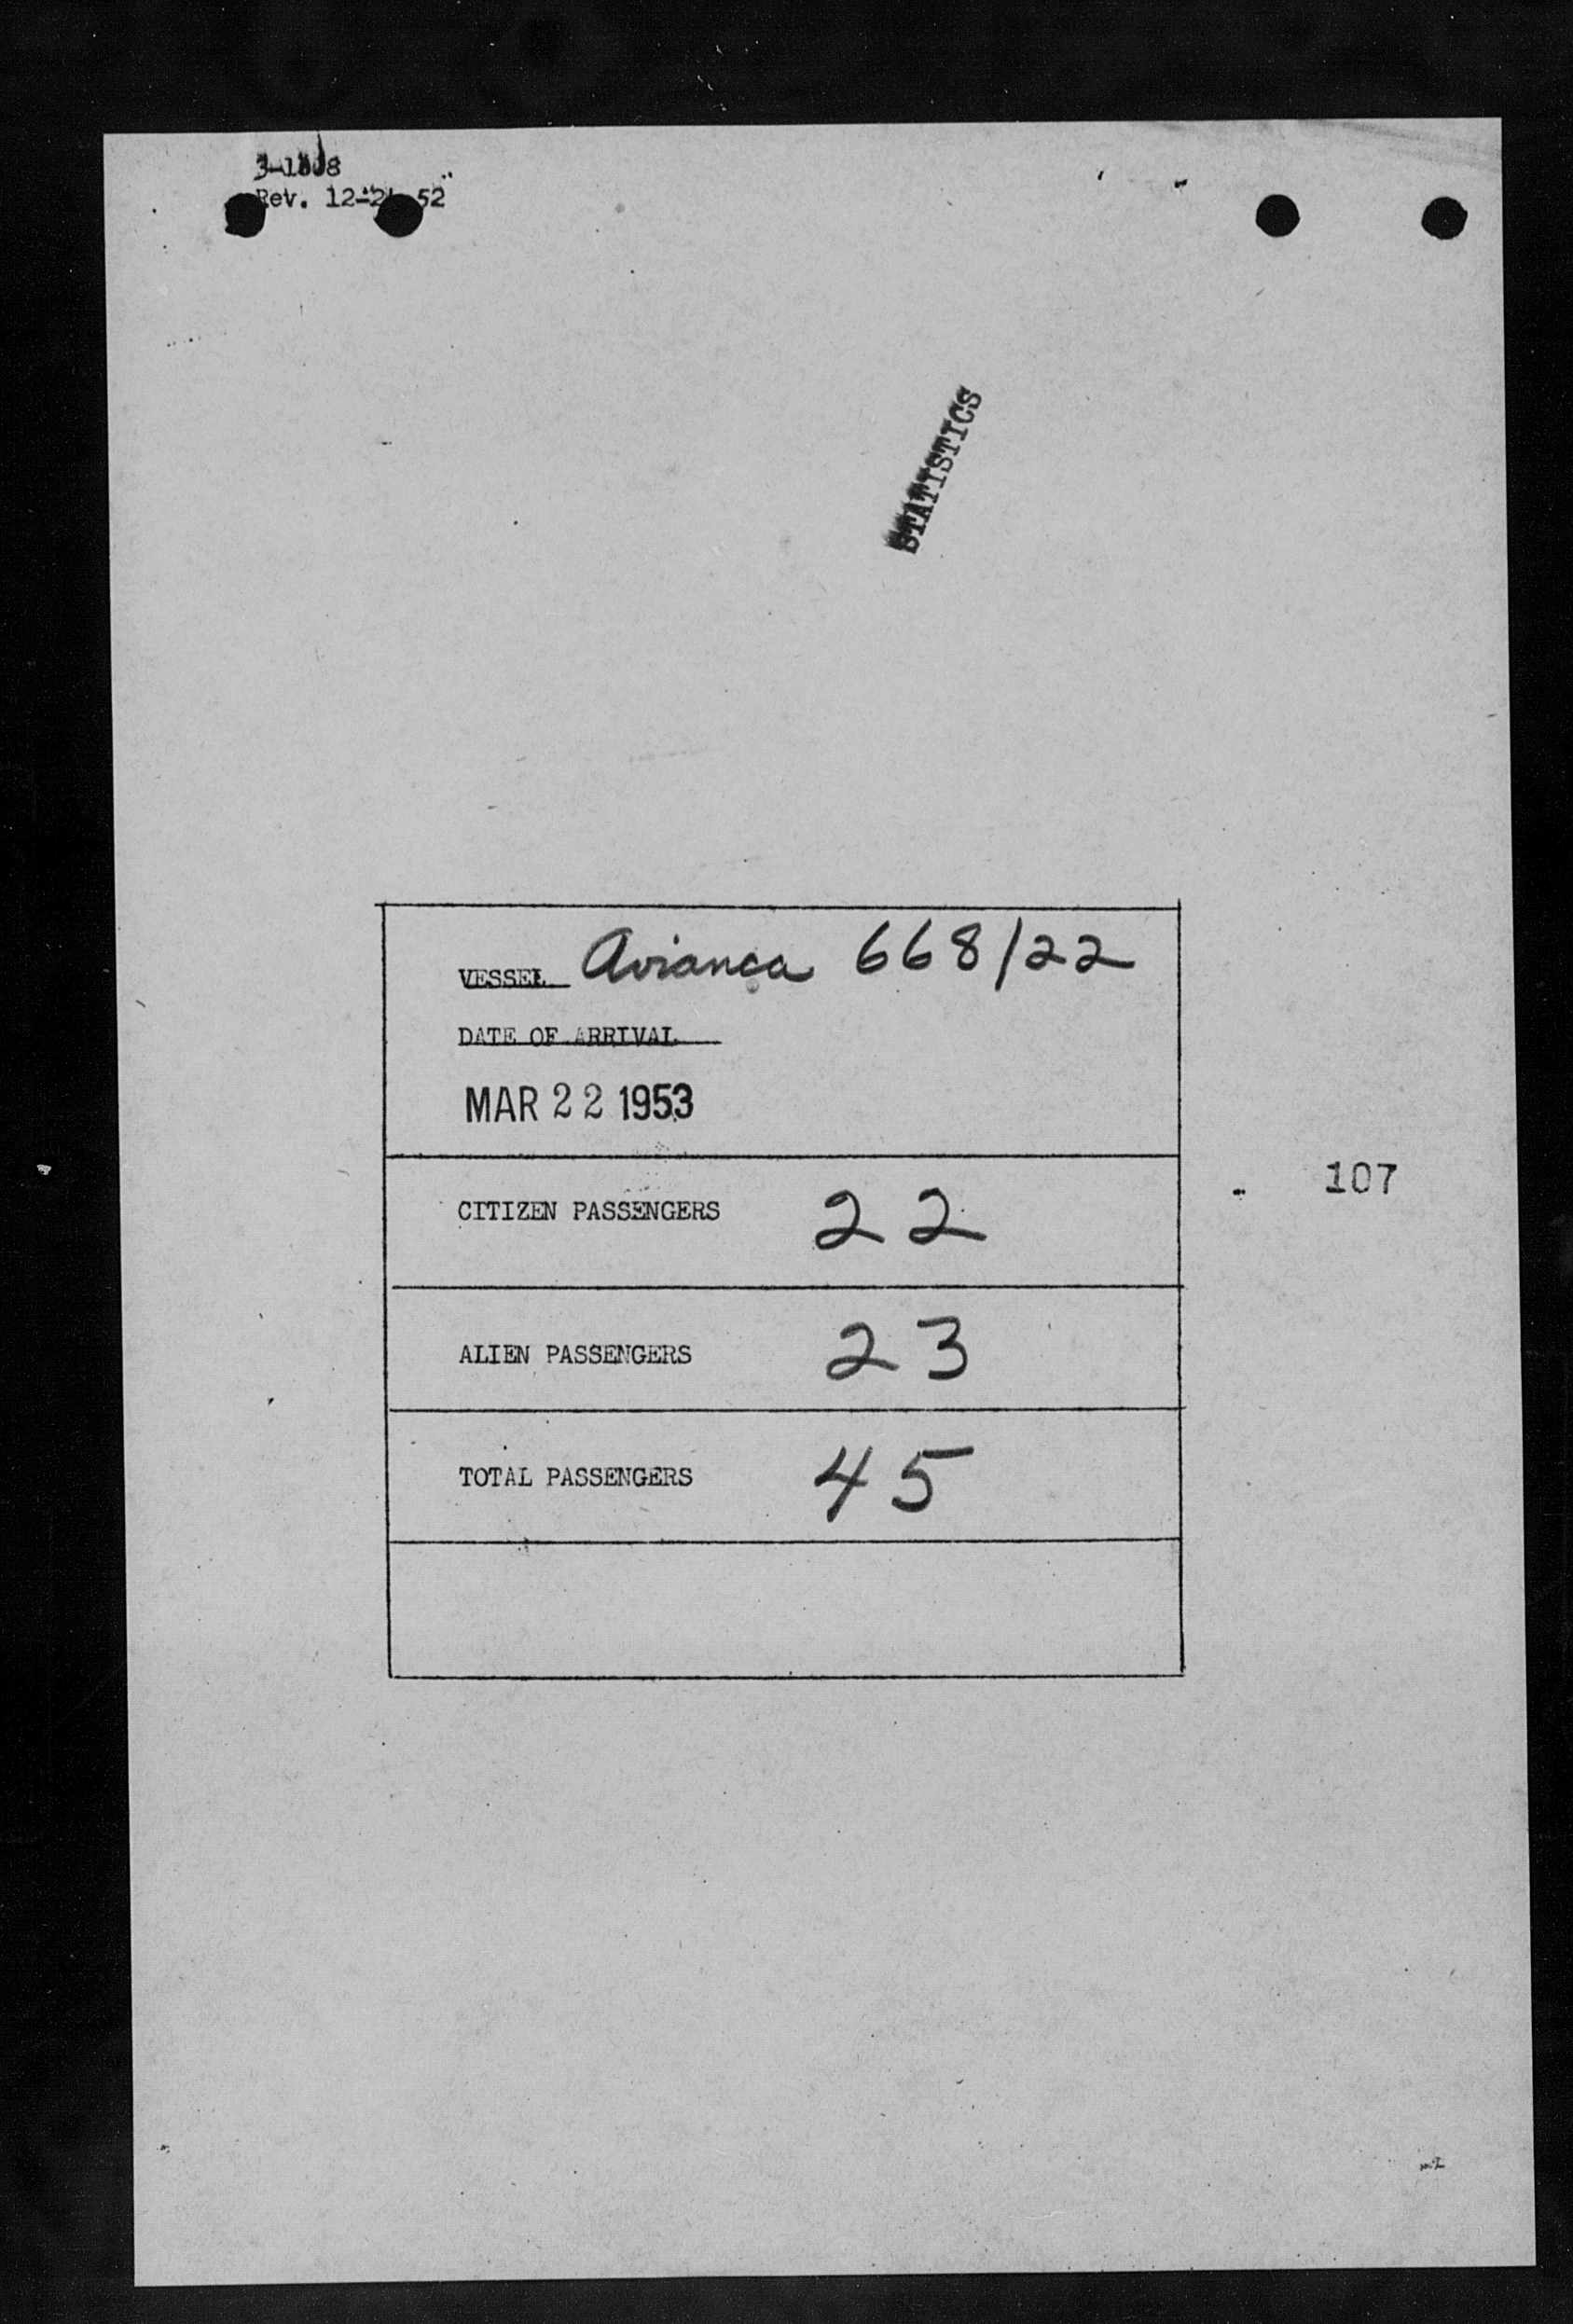 Rev. 12-2 52
STATISTICS
VESSEL Avianca 668/22
DATE OF ARRIVAL
MAR 22 1953
CITIZEN PASSENGERS 22
107
ALIEN PASSENGERS 23
TOTAL PASSENGERS 45